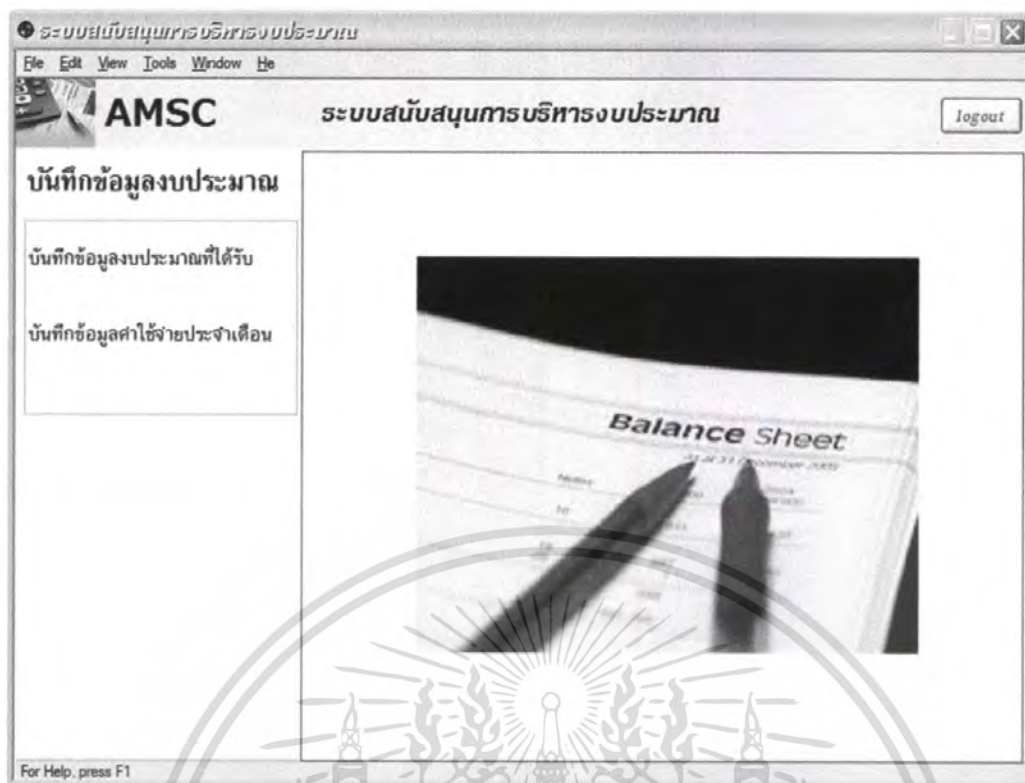 ระบบสนับสนุนการบริหารงบประมาณ
File Edit View Tools Window He
AMSC
ระบบสนับสนุนการบริหารงบประมาณ
logout
บันทึกข้อมูลงบประมาณ
บันทึกข้อมูลงบประมาณที่ได้รับ
บันทึกข้อมูลค่าใช้จ่ายประจำเดือน
Balance Sheet
Notes
For Help, press F1